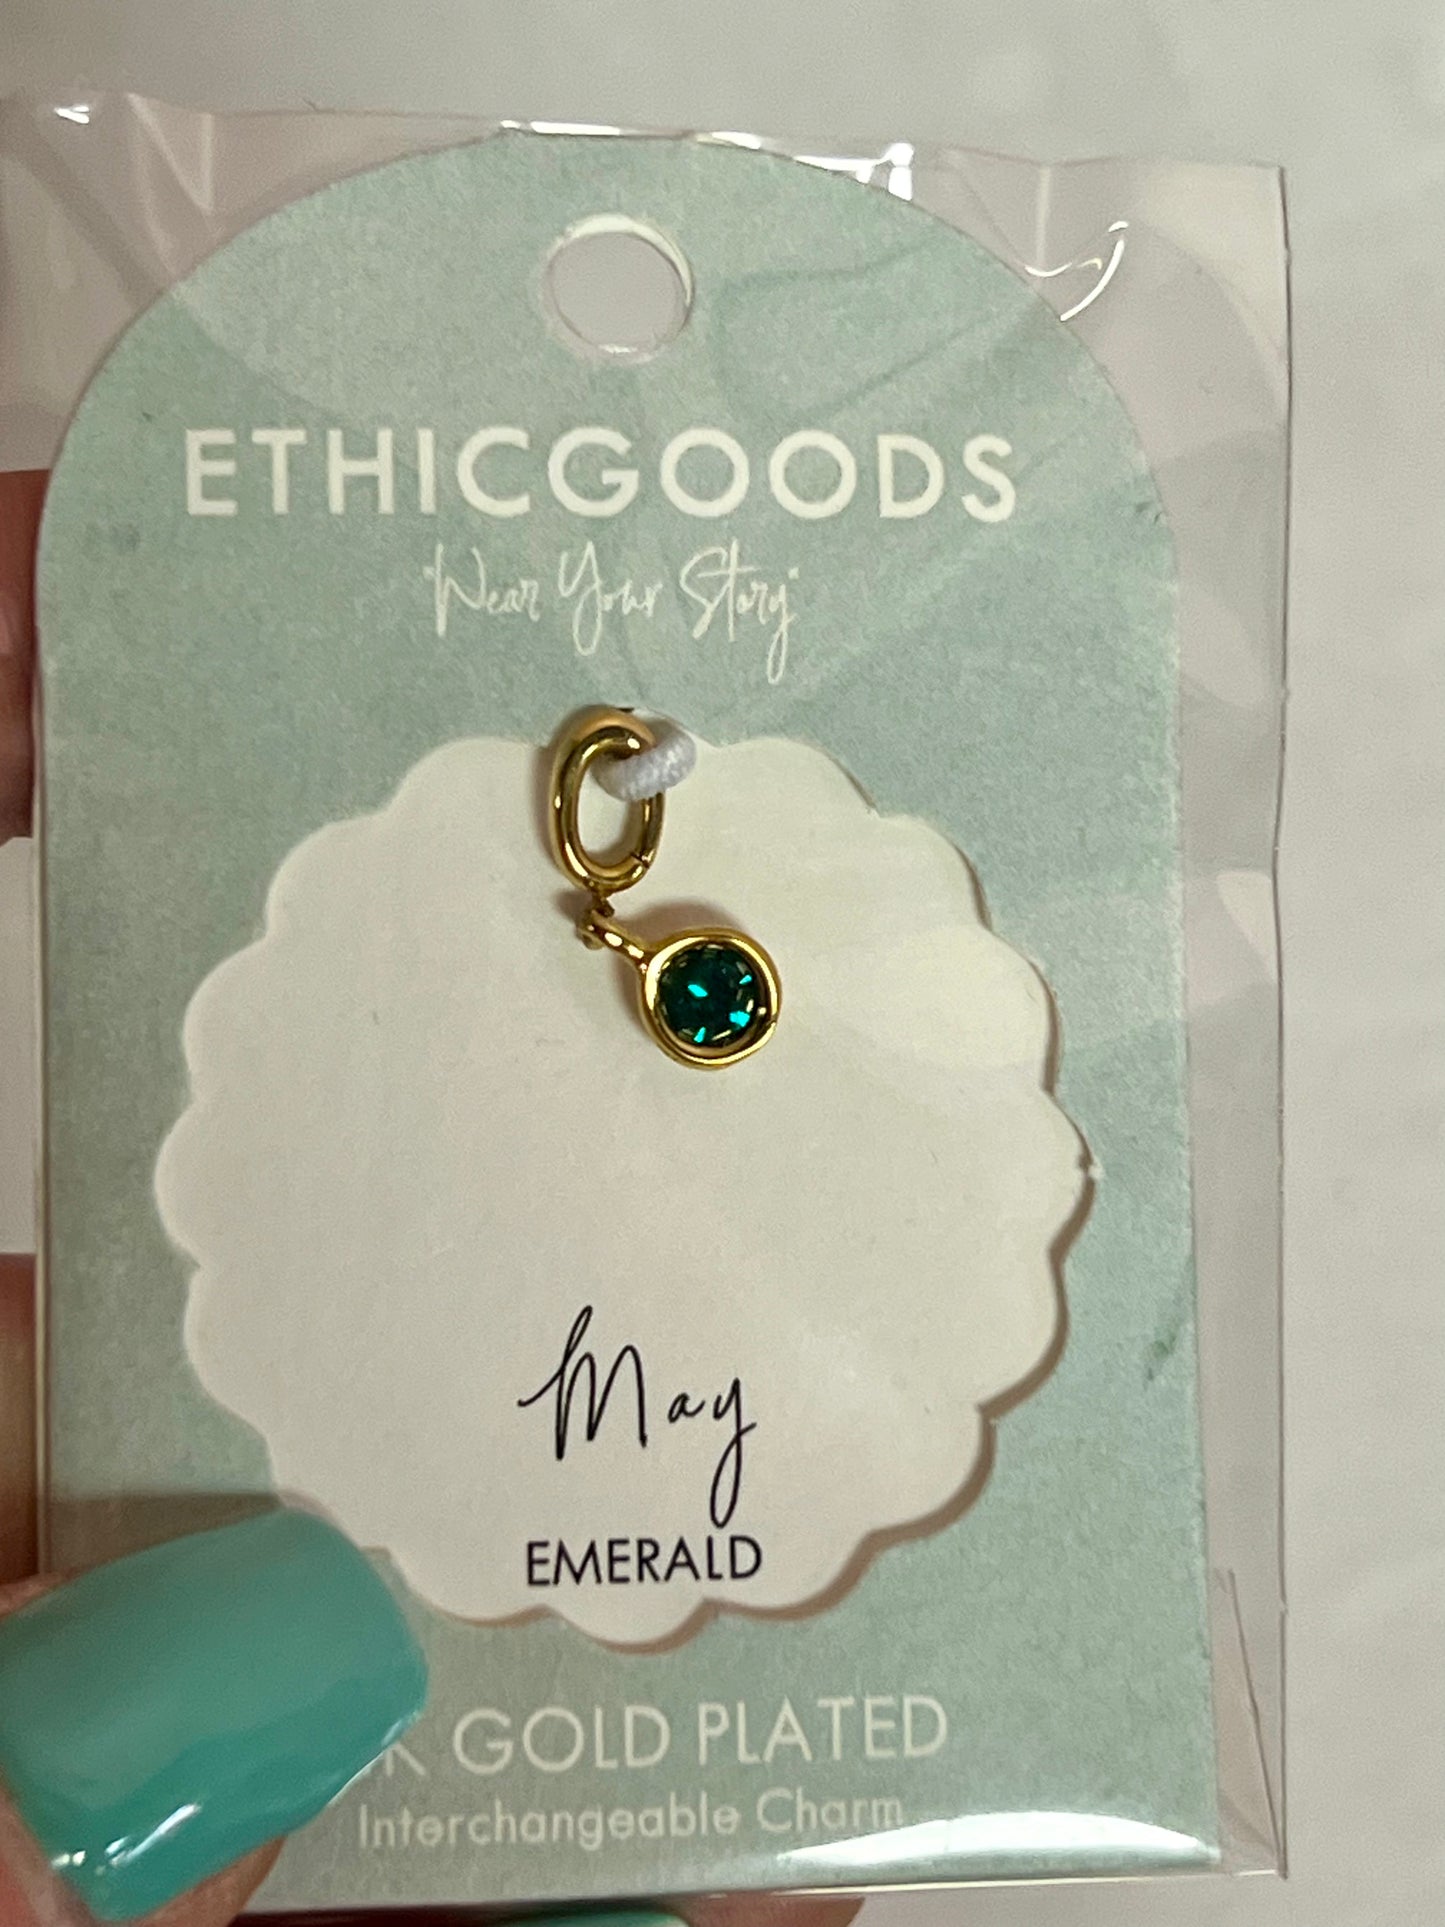 ETHICGOODS
"Wear Your Story"
May
EMERALD
K GOLD PLATED
Interchangeable Charm